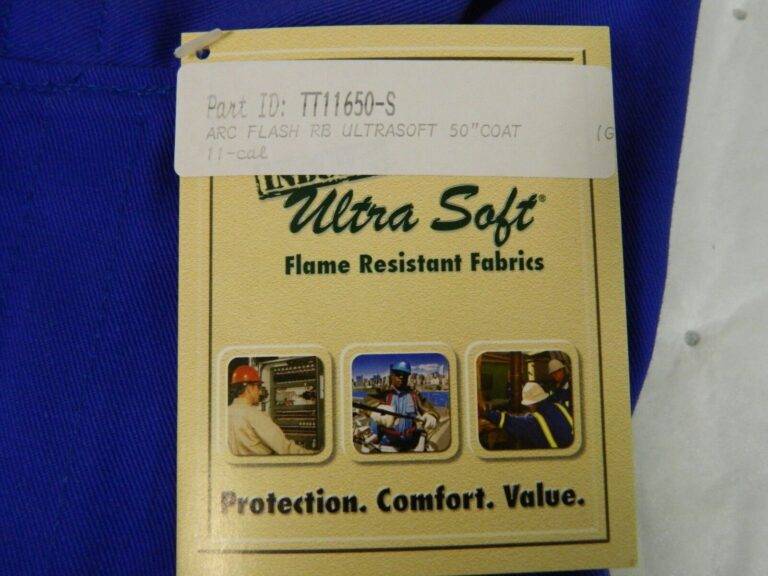 Part ID: TT11650-S
ARC FLASH RB ULTRASOFT 50"COAT (G
11-cal
Ultra Soft®
Flame Resistant Fabrics
Protection. Comfort. Value.